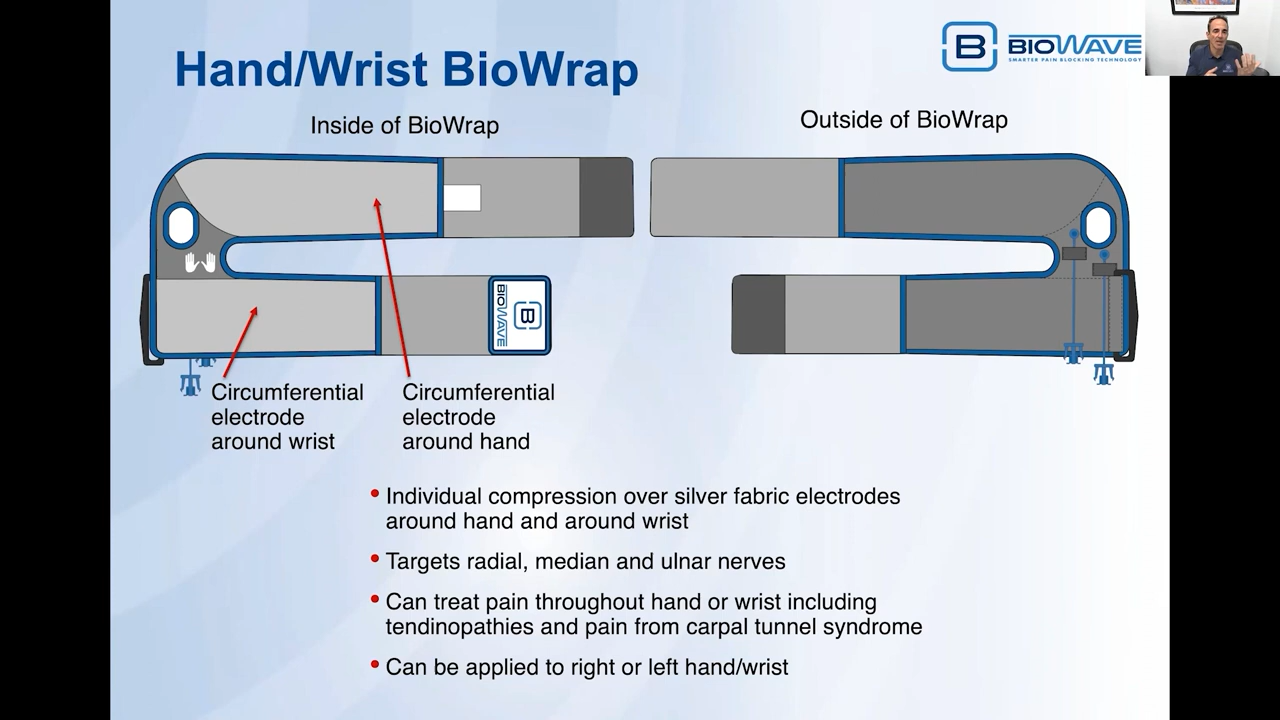 Hand/Wrist BioWrap
B BIOWAVE
SMARTER PAIN BLOCKING TECHNOLOGY
Inside of BioWrap
Outside of BioWrap
B BIOWAVE
Circumferential
electrode
around wrist
Circumferential
electrode
around hand
• Individual compression over silver fabric electrodes
around hand and around wrist
• Targets radial, median and ulnar nerves
• Can treat pain throughout hand or wrist including
tendinopathies and pain from carpal tunnel syndrome
• Can be applied to right or left hand/wrist